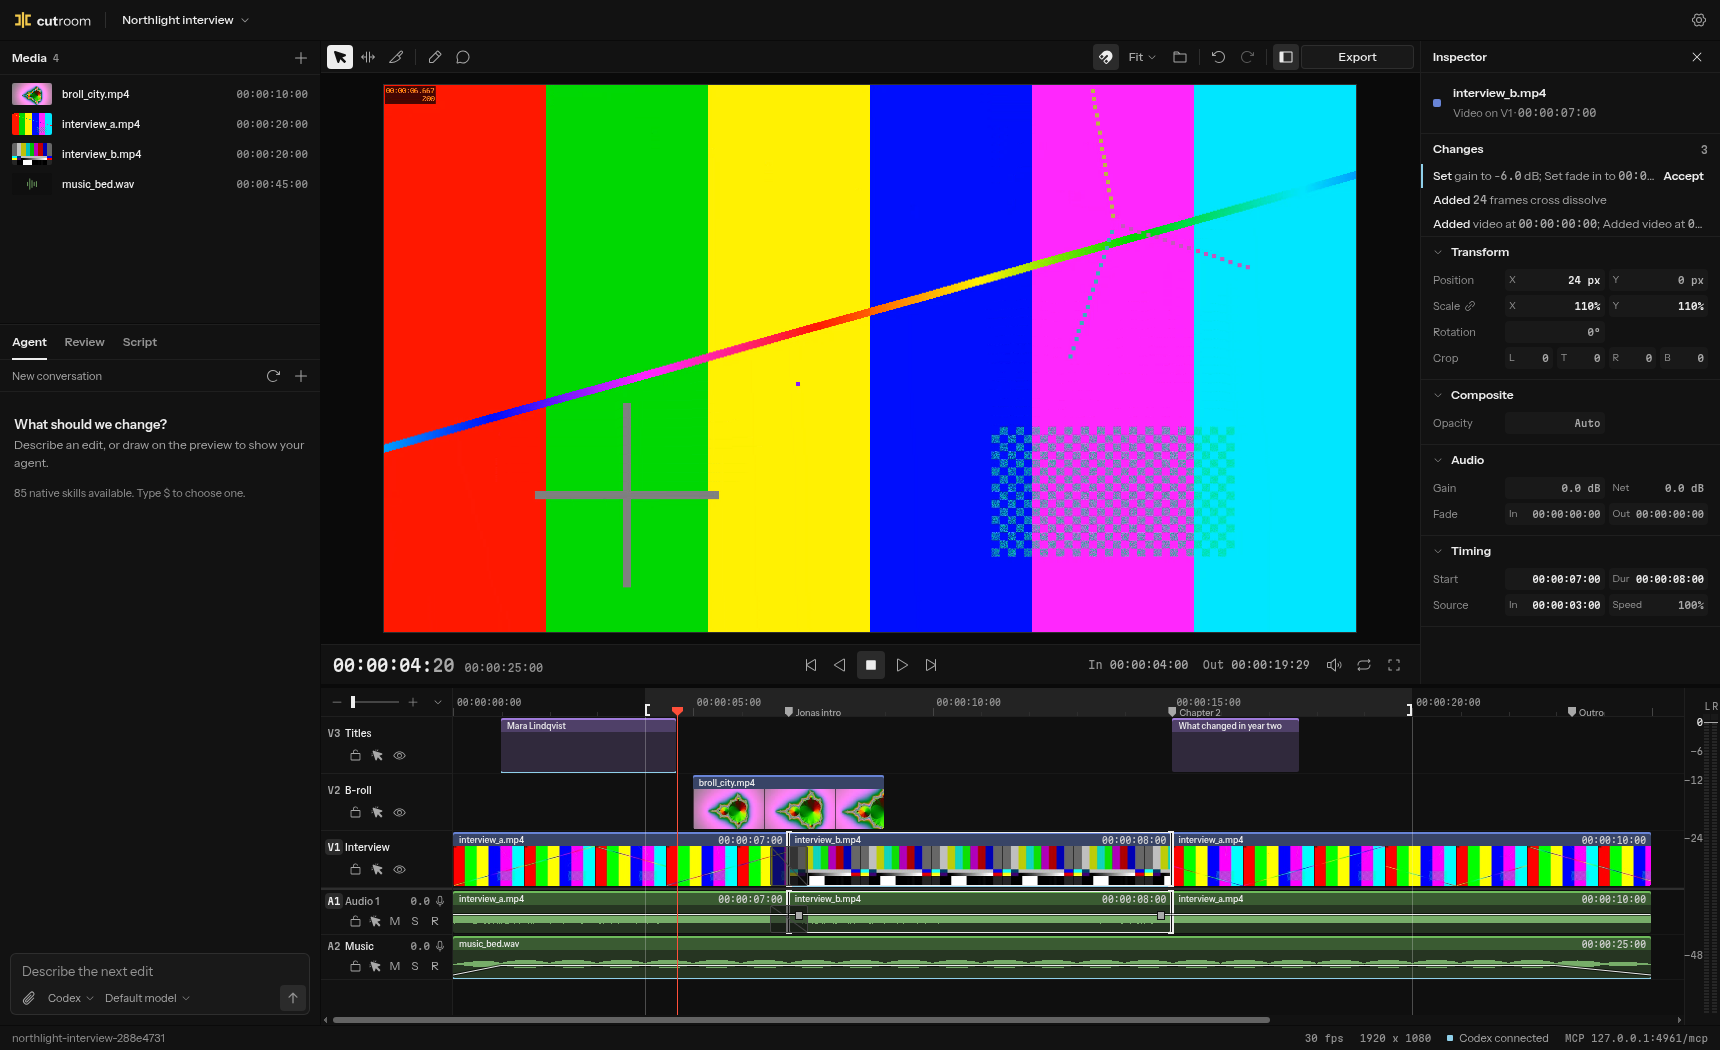 cutroom
Northlight interview
Media 4
broll_city.mp4 00:00:10:00
interview_a.mp4 00:00:20:00
interview_b.mp4 00:00:20:00
music_bed.wav 00:00:45:00
Agent Review Script
New conversation
What should we change?
Describe an edit, or draw on the preview to show your
agent.
85 native skills available. Type $ to choose one.
Describe the next edit
Codex Default model
Fit
Export
00:00:06.667
200
00:00:04:20 00:00:25:00
In 00:00:04:00 Out 00:00:19:29
Inspector
interview_b.mp4
Video on V1·00:00:07:00
Changes 3
Set gain to -6.0 dB; Set fade in to 00:0... Accept
Added 24 frames cross dissolve
Added video at 00:00:00:00; Added video at 0...
Transform
Position X 24 px Y 0 px
Scale X 110% Y 110%
Rotation 0°
Crop L 0 T 0 R 0 B 0
Composite
Opacity Auto
Audio
Gain 0.0 dB Net 0.0 dB
Fade In 00:00:00:00 Out 00:00:00:00
Timing
Start 00:00:07:00 Dur 00:00:08:00
Source In 00:00:03:00 Speed 100%
00:00:00:00 00:00:05:00 00:00:10:00 00:00:15:00 00:00:20:00
Jonas intro Chapter 2 Outro
V3 Titles
Mara Lindqvist What changed in year two
V2 B-roll
broll_city.mp4
V1 Interview
interview_a.mp4 00:00:07:00 interview_b.mp4 00:00:08:00 interview_a.mp4 00:00:10:00
A1 Audio 1 0.0
M S R
interview_a.mp4 00:00:07:00 interview_b.mp4 00:00:08:00 interview_a.mp4 00:00:10:00
A2 Music 0.0
M S R
music_bed.wav 00:00:25:00
L R
0
-6
-12
-24
-48
northlight-interview-288e4731
30 fps 1920 x 1080 Codex connected MCP 127.0.0.1:4961/mcp